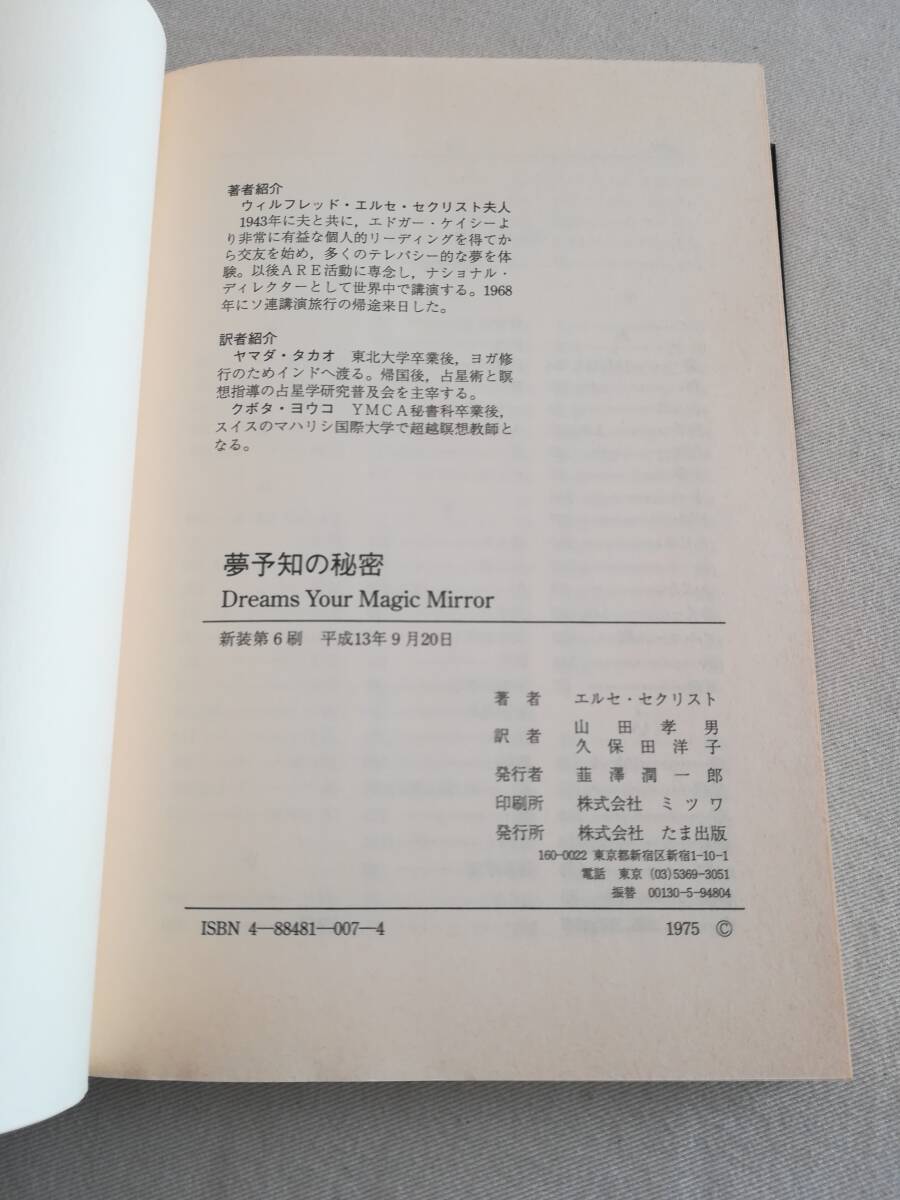 著者紹介
ウィルフレッド・エルセ・セクリスト夫人
1943年に夫と共に，エドガー・ケイシーよ
り非常に有益な個人的リーディングを得てか
ら交友を始め，多くのテレパシー的な夢を体
験。以後ＡＲＥ活動に専念し，ナショナル・
ディレクターとして世界中で講演する。1968
年にソ連講演旅行の帰途来日した。
訳者紹介
ヤマダ・タカオ　東北大学卒業後，ヨガ修
行のためインドへ渡る。帰国後，占星術と瞑
想指導の占星学研究普及会を主宰する。
クボタ・ヨウコ　ＹＭＣＡ秘書科卒業後，
スイスのマハリシ国際大学で超越瞑想教師と
なる。
夢予知の秘密
Dreams Your Magic Mirror
新装第６刷　平成13年９月20日
著　者　エルセ・セクリスト
訳　者　山田孝男
久保田洋子
発行者　韮澤潤一郎
印刷所　株式会社　ミツワ
発行所　株式会社　たま出版
160-0022 東京都新宿区新宿1-10-1
電話　東京 (03)5369-3051
振替　00130-5-94804
ISBN 4―88481―007―4　1975 ©